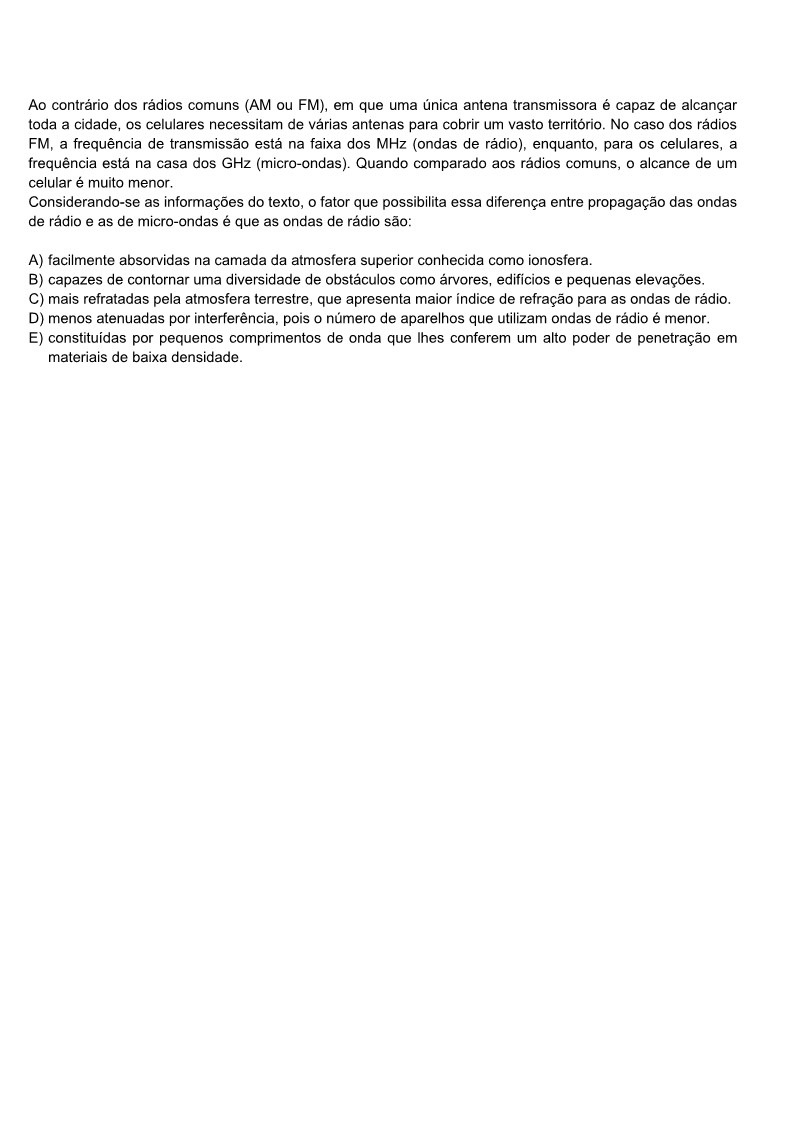 Ao contrário dos rádios comuns (AM ou FM), em que uma única antena transmissora é capaz de alcançar
toda a cidade, os celulares necessitam de várias antenas para cobrir um vasto território. No caso dos rádios
FM, a frequência de transmissão está na faixa dos MHz (ondas de rádio), enquanto, para os celulares, a
frequência está na casa dos GHz (micro-ondas). Quando comparado aos rádios comuns, o alcance de um
celular é muito menor.
Considerando-se as informações do texto, o fator que possibilita essa diferença entre propagação das ondas
de rádio e as de micro-ondas é que as ondas de rádio são:
A) facilmente absorvidas na camada da atmosfera superior conhecida como ionosfera.
B) capazes de contornar uma diversidade de obstáculos como árvores, edifícios e pequenas elevações.
C) mais refratadas pela atmosfera terrestre, que apresenta maior índice de refração para as ondas de rádio.
D) menos atenuadas por interferência, pois o número de aparelhos que utilizam ondas de rádio é menor.
E) constituídas por pequenos comprimentos de onda que lhes conferem um alto poder de penetração em
materiais de baixa densidade.